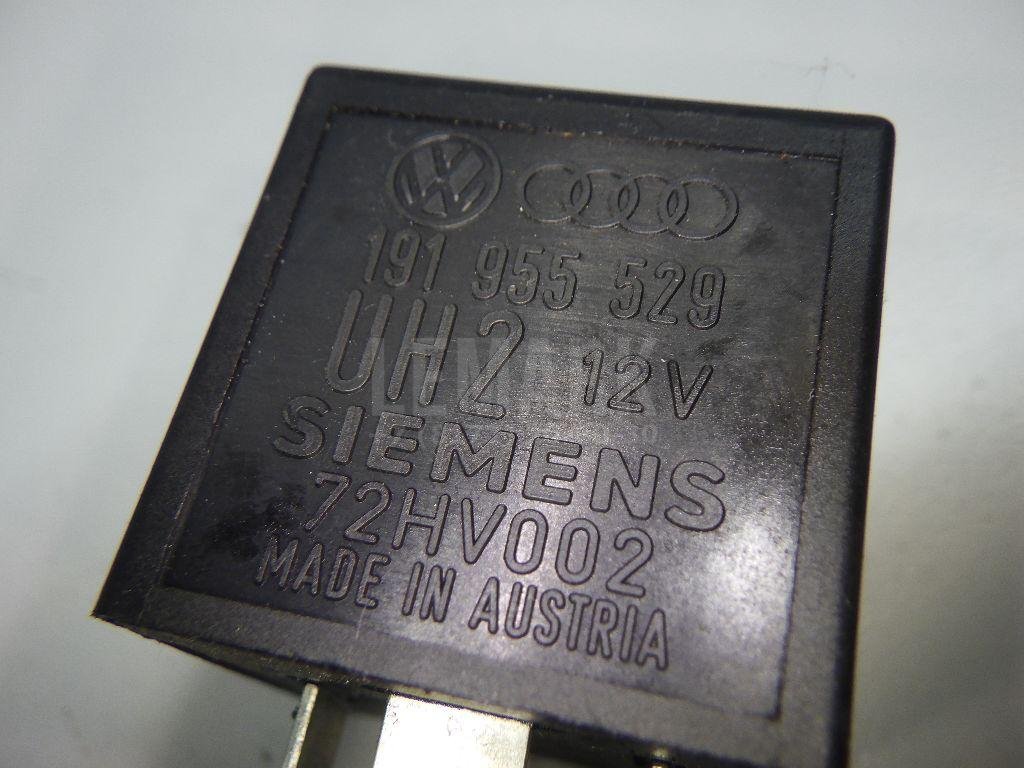 191 955 529
UH2 12V
SIEMENS
72HV002
MADE IN AUSTRIA